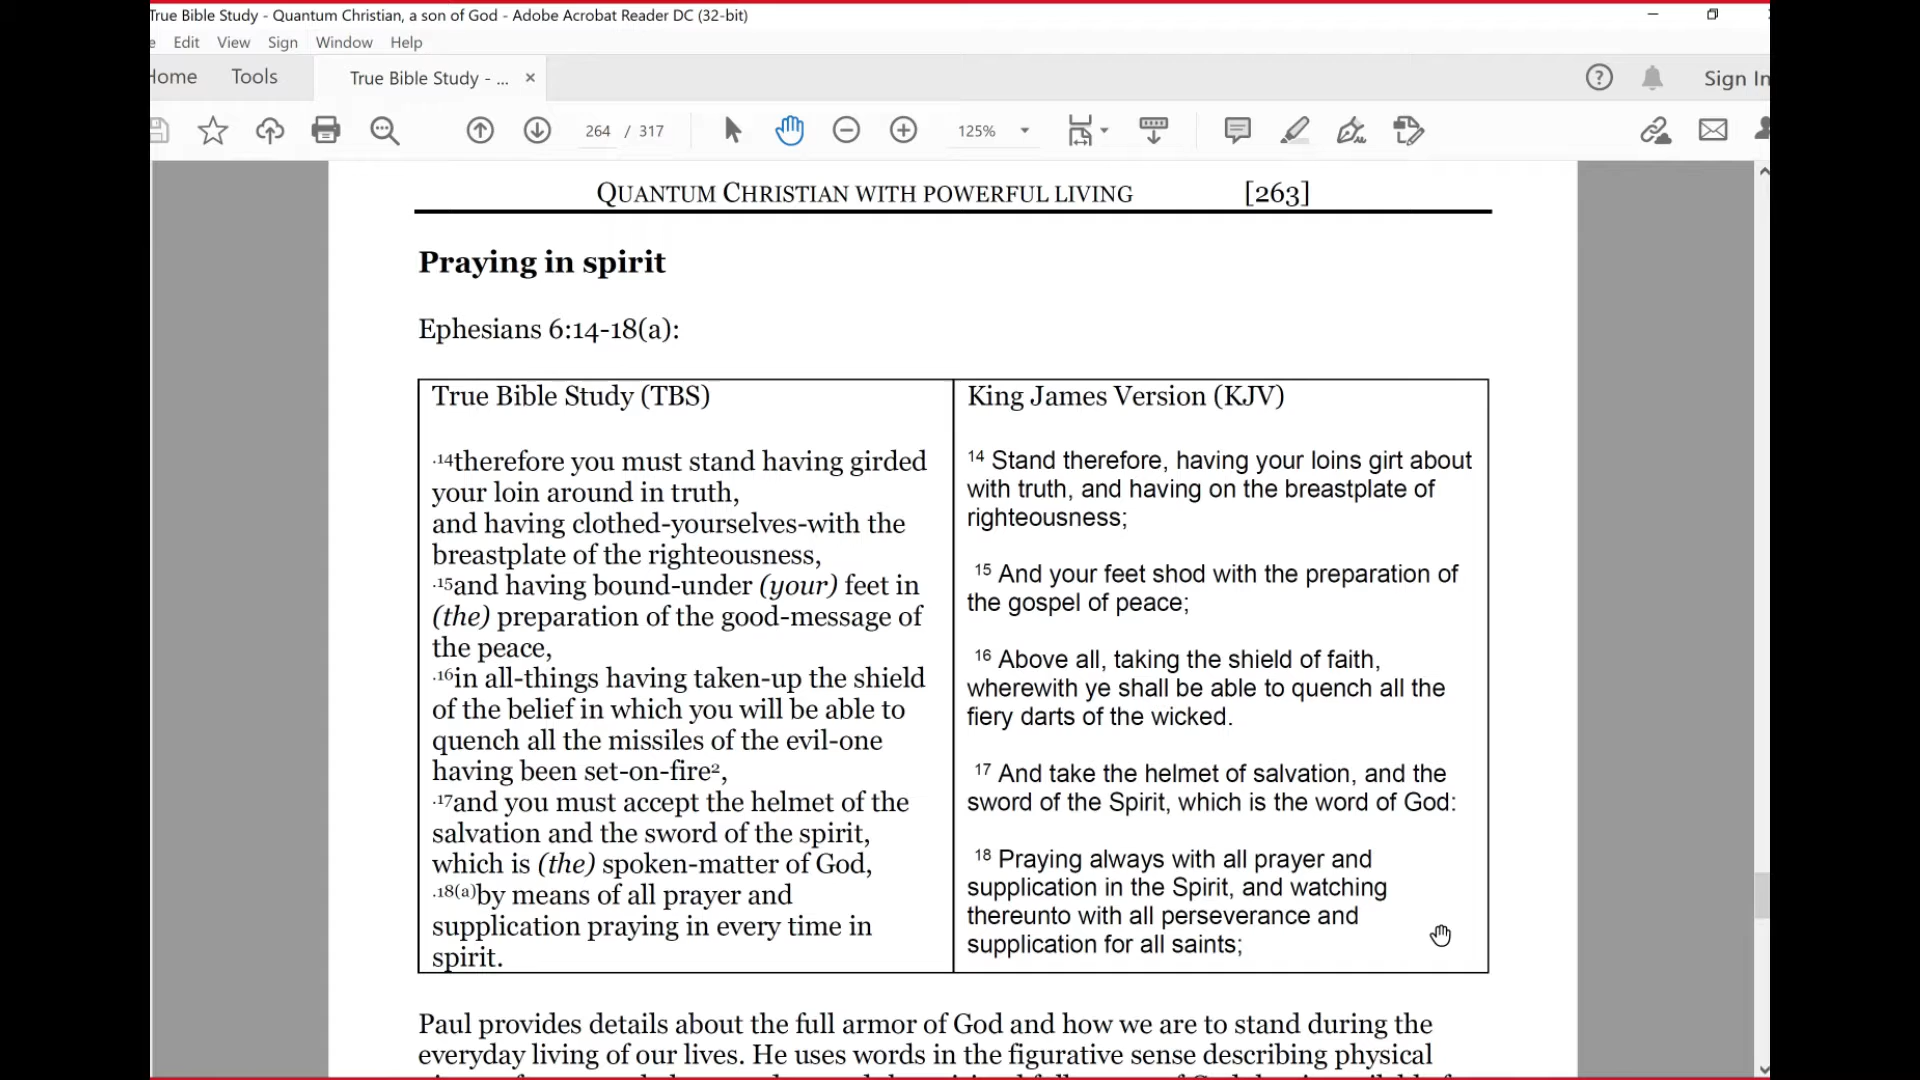 True Bible Study - Quantum Christian, a son of God - Adobe Acrobat Reader DC (32-bit)
e Edit View Sign Window Help
Home Tools True Bible Study - ... × Sign In
264 / 317 125%
QUANTUM CHRISTIAN WITH POWERFUL LIVING [263]
Praying in spirit
Ephesians 6:14-18(a):
True Bible Study (TBS)
.14therefore you must stand having girded
your loin around in truth,
and having clothed-yourselves-with the
breastplate of the righteousness,
.15and having bound-under (your) feet in
(the) preparation of the good-message of
the peace,
.16in all-things having taken-up the shield
of the belief in which you will be able to
quench all the missiles of the evil-one
having been set-on-fire2,
.17and you must accept the helmet of the
salvation and the sword of the spirit,
which is (the) spoken-matter of God,
.18(a)by means of all prayer and
supplication praying in every time in
spirit.
King James Version (KJV)
14 Stand therefore, having your loins girt about
with truth, and having on the breastplate of
righteousness;
15 And your feet shod with the preparation of
the gospel of peace;
16 Above all, taking the shield of faith,
wherewith ye shall be able to quench all the
fiery darts of the wicked.
17 And take the helmet of salvation, and the
sword of the Spirit, which is the word of God:
18 Praying always with all prayer and
supplication in the Spirit, and watching
thereunto with all perseverance and
supplication for all saints;
Paul provides details about the full armor of God and how we are to stand during the
everyday living of our lives. He uses words in the figurative sense describing physical